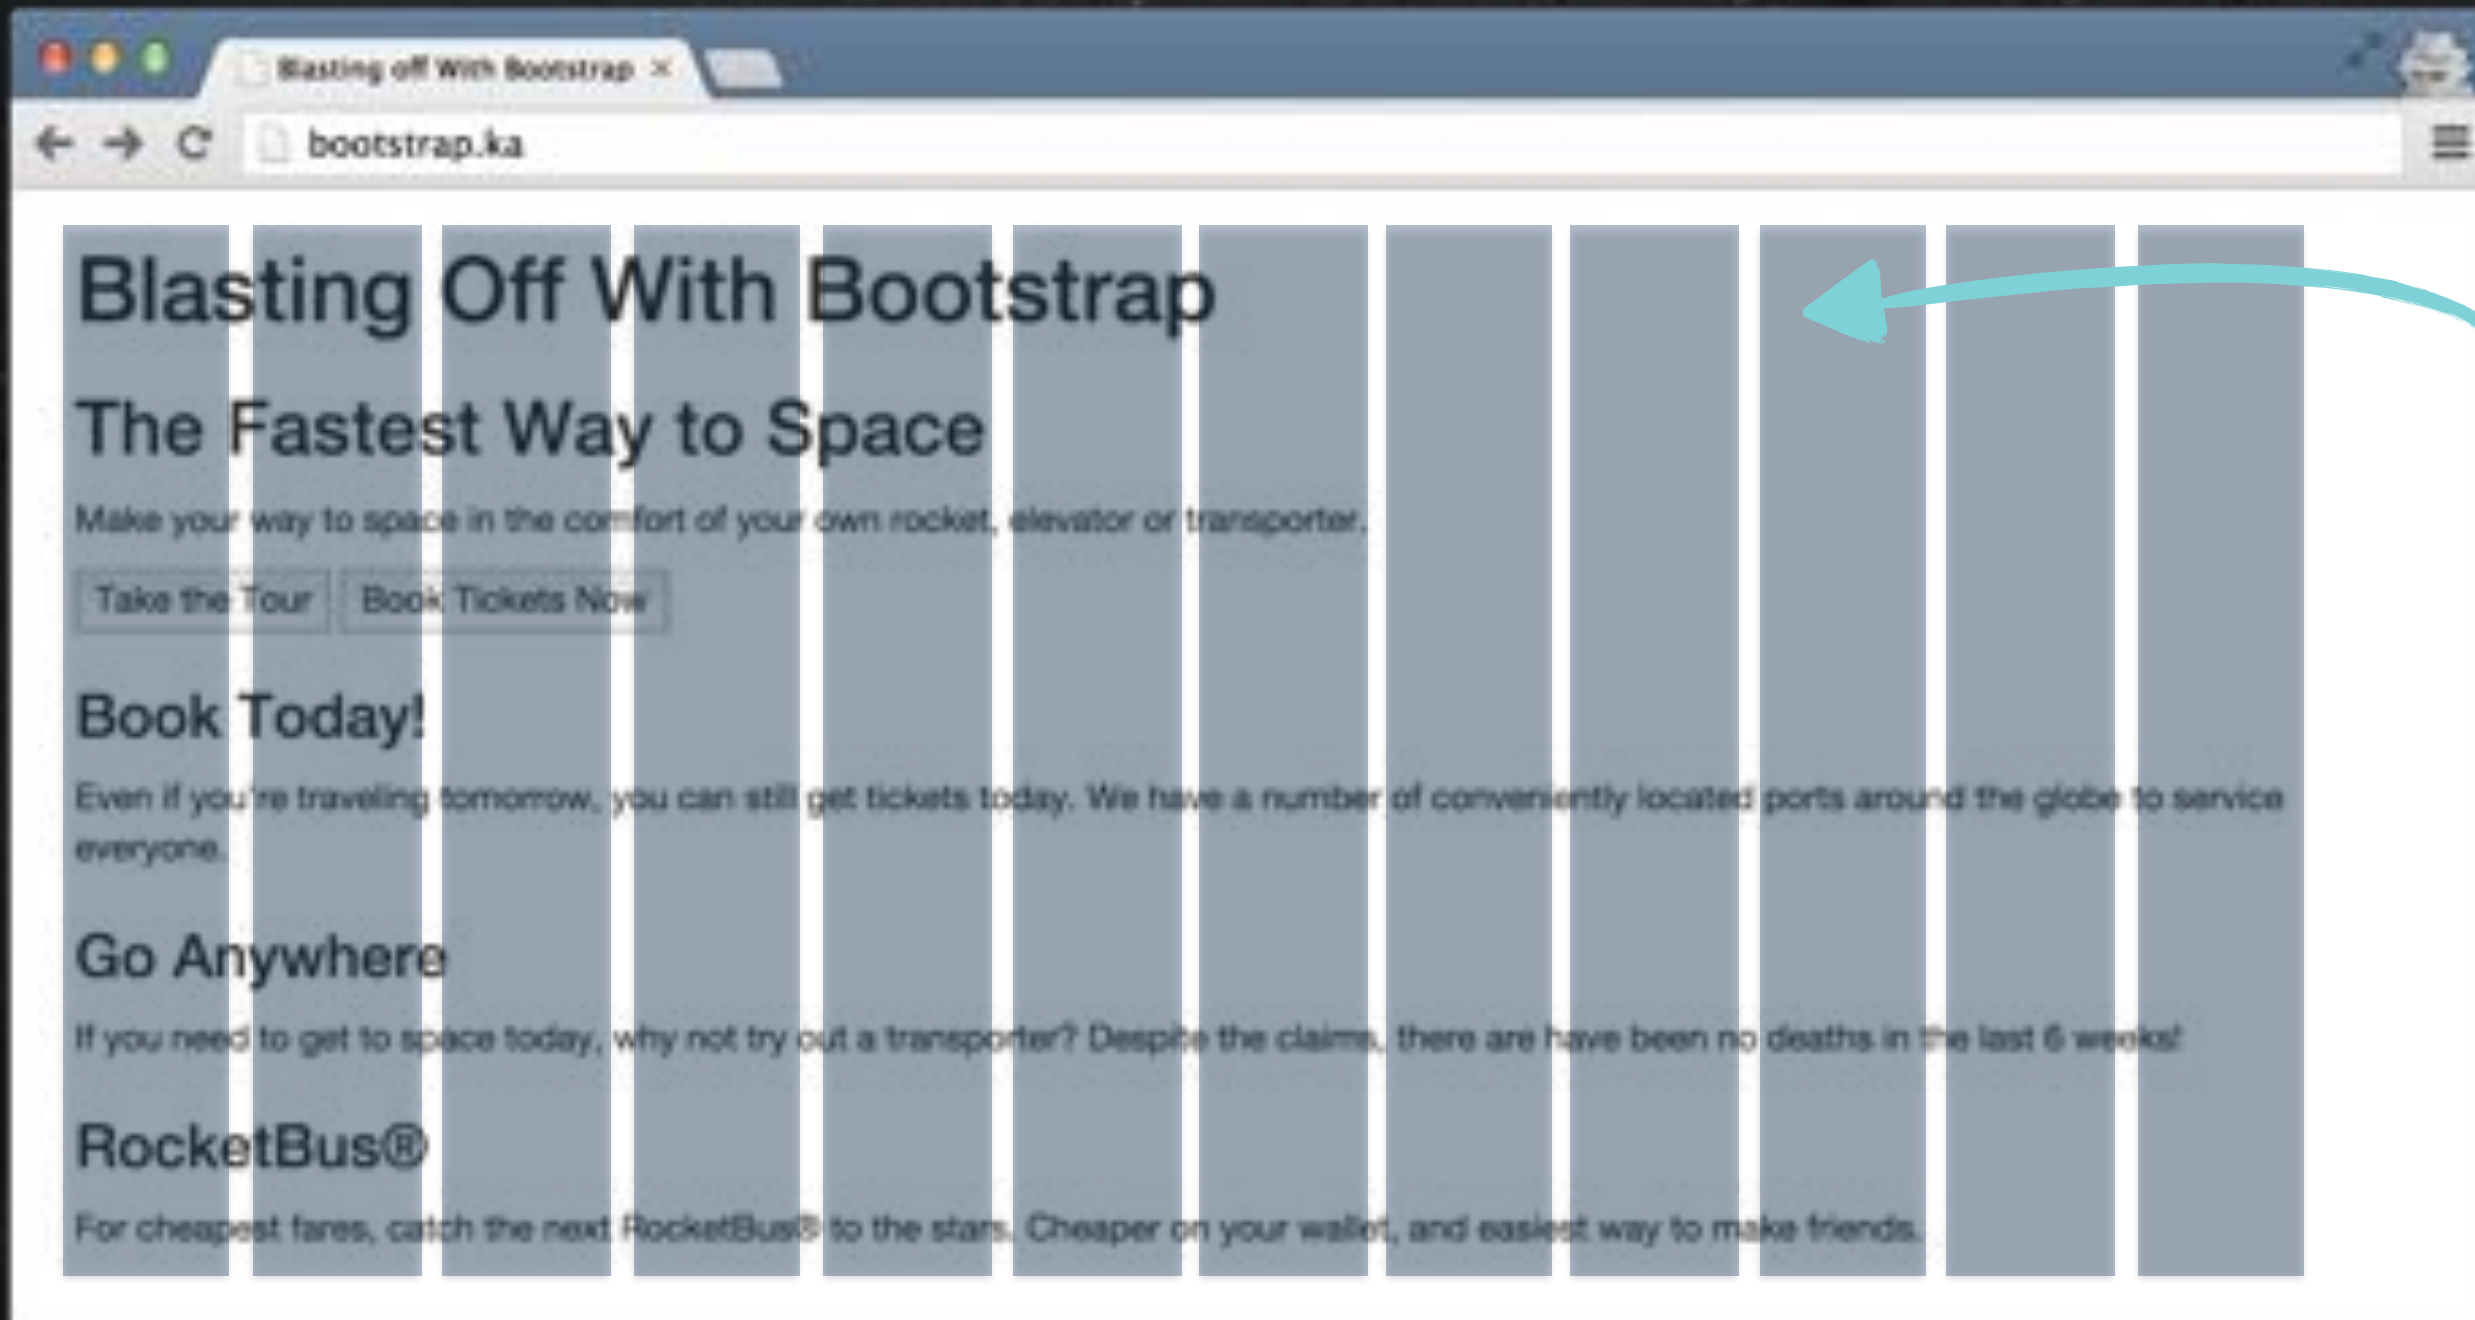 Blasting off With Bootstrap
bootstrap.ka
Blasting Off With Bootstrap
The Fastest Way to Space
Make your way to space in the comfort of your own rocket, elevator or transporter.
Take the Tour Book Tickets Now
Book Today!
Even if you're traveling tomorrow, you can still get tickets today. We have a number of conveniently located ports around the globe to service
everyone.
Go Anywhere
If you need to get to space today, why not try out a transporter? Despite the claims, there are have been no deaths in the last 6 weeks!
RocketBus®
For cheapest fares, catch the next RocketBus® to the stars. Cheaper on your wallet, and easiest way to make friends.